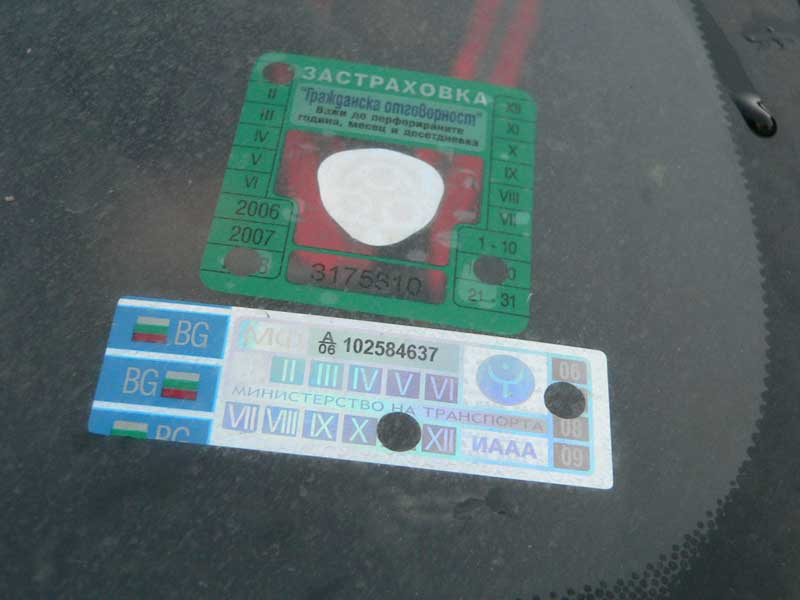 ЗАСТРАХОВКА
"Гражданска отговорност"
Важи до перфорираните
година, месец и десетдневка
II
III
IV
V
VI
2006
2007
XII
XI
X
IX
VIII
VII
1 - 10
21 - 31
3175810
BG
BG
BG
A
06 102584637
II III IV V VI
МИНИСТЕРСТВО НА ТРАНСПОРТА
VII VIII IX X XII
ИААА
06
08
09